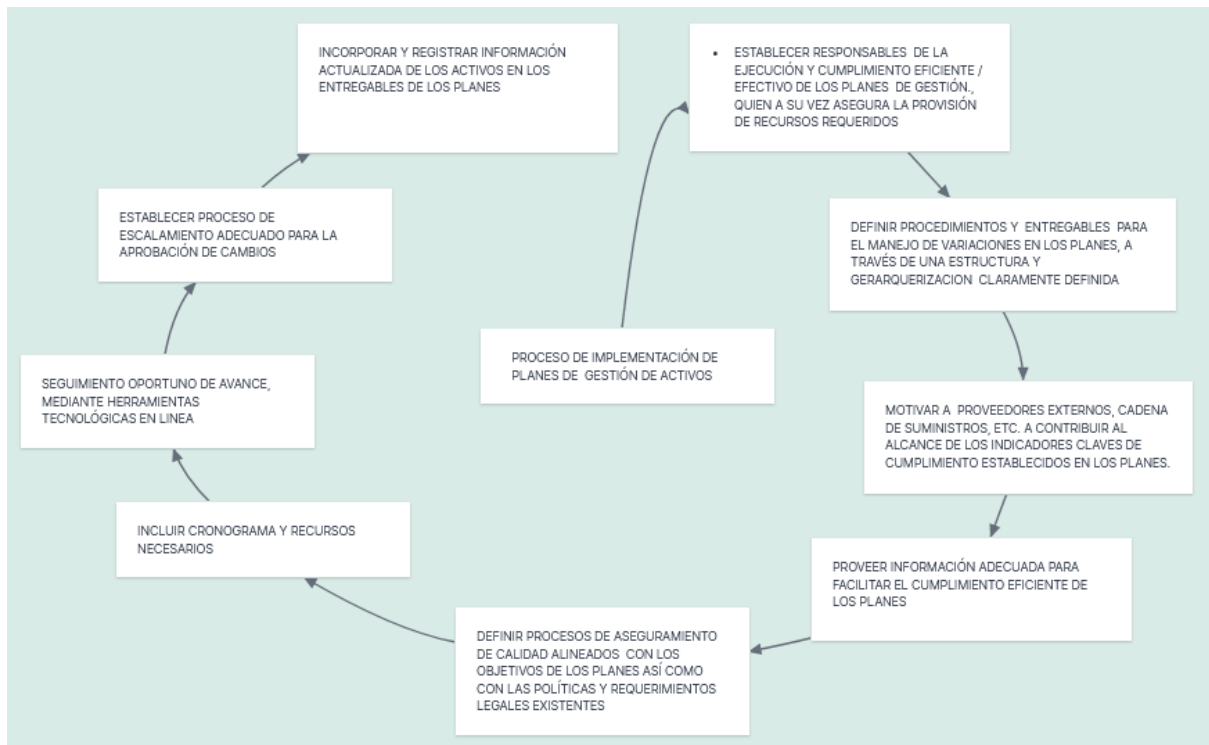 INCORPORAR Y REGISTRAR INFORMACIÓN
ACTUALIZADA DE LOS ACTIVOS EN LOS
ENTREGABLES DE LOS PLANES
• ESTABLECER RESPONSABLES DE LA
EJECUCIÓN Y CUMPLIMIENTO EFICIENTE /
EFECTIVO DE LOS PLANES DE GESTIÓN.,
QUIEN A SU VEZ ASEGURA LA PROVISIÓN
DE RECURSOS REQUERIDOS
ESTABLECER PROCESO DE
ESCALAMIENTO ADECUADO PARA LA
APROBACIÓN DE CAMBIOS
DEFINIR PROCEDIMIENTOS Y ENTREGABLES PARA
EL MANEJO DE VARIACIONES EN LOS PLANES, A
TRAVÉS DE UNA ESTRUCTURA Y
GERARQUERIZACION CLARAMENTE DEFINIDA
PROCESO DE IMPLEMENTACIÓN DE
PLANES DE GESTIÓN DE ACTIVOS
SEGUIMIENTO OPORTUNO DE AVANCE,
MEDIANTE HERRAMIENTAS
TECNOLÓGICAS EN LINEA
MOTIVAR A PROVEEDORES EXTERNOS, CADENA
DE SUMINISTROS, ETC. A CONTRIBUIR AL
ALCANCE DE LOS INDICADORES CLAVES DE
CUMPLIMIENTO ESTABLECIDOS EN LOS PLANES.
INCLUIR CRONOGRAMA Y RECURSOS
NECESARIOS
PROVEER INFORMACIÓN ADECUADA PARA
FACILITAR EL CUMPLIMIENTO EFICIENTE DE
LOS PLANES
DEFINIR PROCESOS DE ASEGURAMIENTO
DE CALIDAD ALINEADOS CON LOS
OBJETIVOS DE LOS PLANES ASÍ COMO
CON LAS POLÍTICAS Y REQUERIMIENTOS
LEGALES EXISTENTES